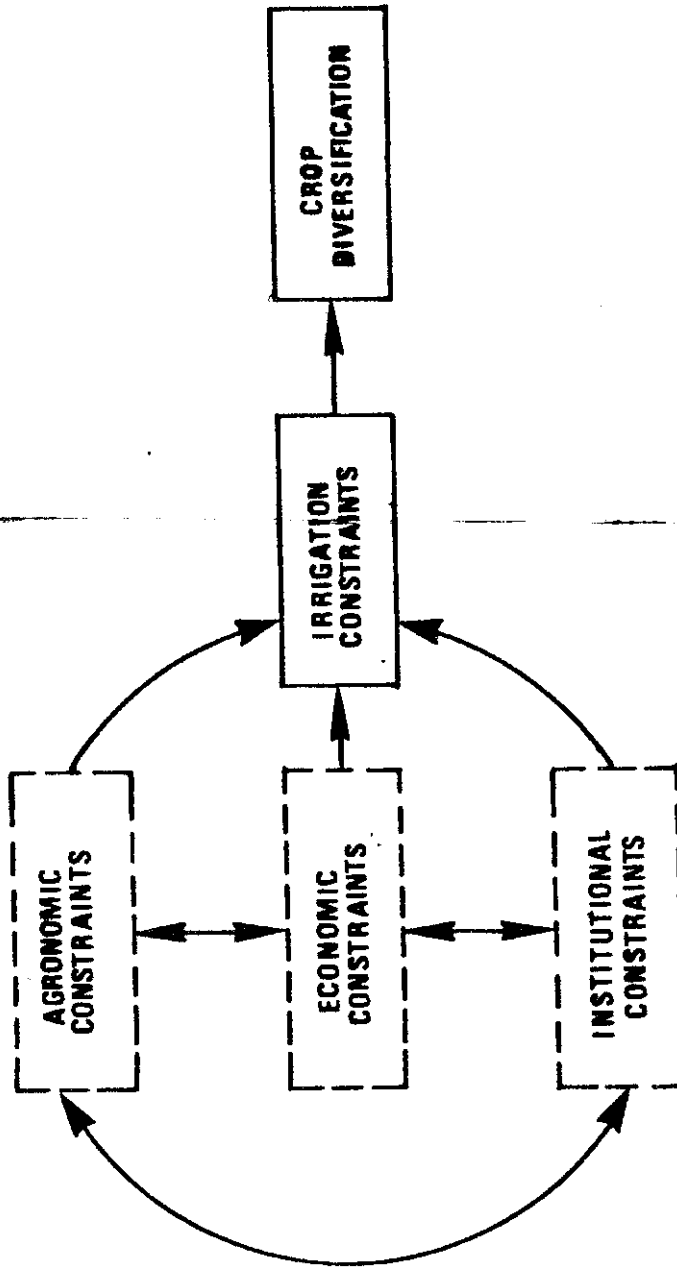 INSTITUTIONAL
CONSTRAINTS
ECONOMIC
CONSTRAINTS
AGRONOMIC
CONSTRAINTS
IRRIGATION
CONSTRAINTS
CROP
DIVERSIFICATION